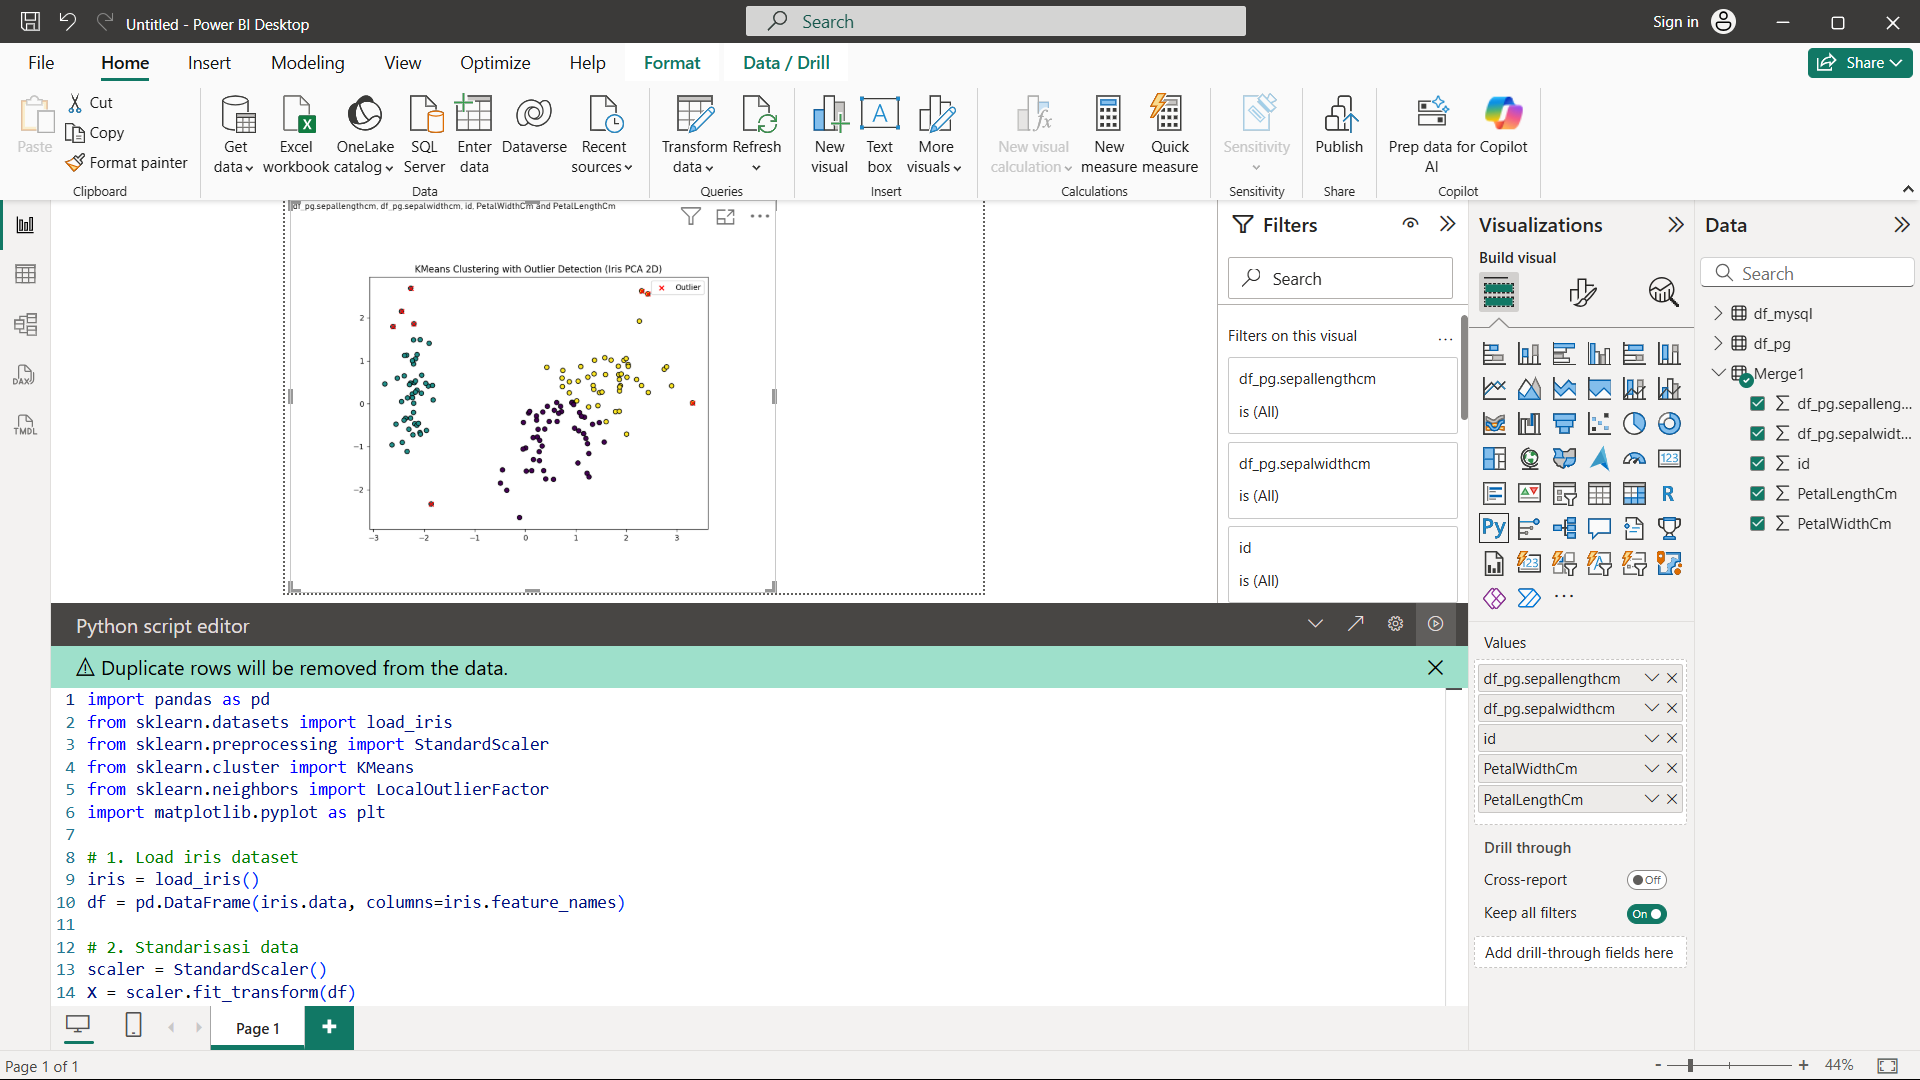 Untitled - Power BI Desktop
Search
Sign in
File
Home
Insert
Modeling
View
Optimize
Help
Format
Data / Drill
Share
Paste
Cut
Copy
Format painter
Clipboard
Get data
Excel workbook
OneLake catalog
SQL Server
Enter data
Dataverse
Recent sources
Data
Transform data
Refresh
Queries
New visual
Text box
More visuals
Insert
New visual calculation
New measure
Quick measure
Calculations
Sensitivity
Sensitivity
Publish
Share
Prep data for AI
Copilot
Copilot
df_pg.sepallengthcm, df_pg.sepalwidthcm, id, PetalWidthCm and PetalLengthCm
KMeans Clustering with Outlier Detection (Iris PCA 2D)
Outlier
2
1
0
−1
−2
−3 −2 −1 0 1 2 3
Filters
Search
Filters on this visual
df_pg.sepallengthcm
is (All)
df_pg.sepalwidthcm
is (All)
id
is (All)
Visualizations
Build visual
123
R
Py
Values
df_pg.sepallengthcm
df_pg.sepalwidthcm
id
PetalWidthCm
PetalLengthCm
Drill through
Cross-report
Off
Keep all filters
On
Add drill-through fields here
Data
Search
df_mysql
df_pg
Merge1
df_pg.sepalleng...
df_pg.sepalwidt...
id
PetalLengthCm
PetalWidthCm
DAX
TMDL
Python script editor
Duplicate rows will be removed from the data.
1 import pandas as pd
2 from sklearn.datasets import load_iris
3 from sklearn.preprocessing import StandardScaler
4 from sklearn.cluster import KMeans
5 from sklearn.neighbors import LocalOutlierFactor
6 import matplotlib.pyplot as plt
7
8 # 1. Load iris dataset
9 iris = load_iris()
10 df = pd.DataFrame(iris.data, columns=iris.feature_names)
11
12 # 2. Standarisasi data
13 scaler = StandardScaler()
14 X = scaler.fit_transform(df)
Page 1
Page 1 of 1
- + 44%